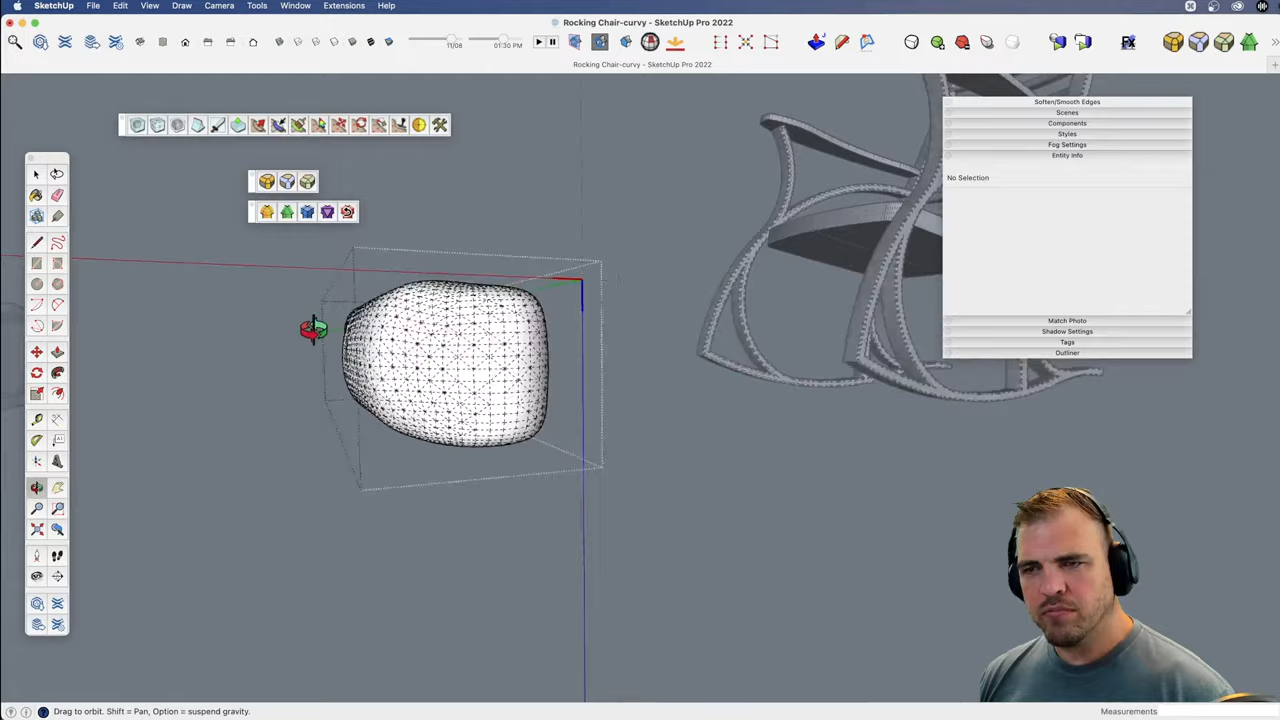 SketchUp File Edit View Draw Camera Tools Window Extensions Help
Rocking Chair-curvy - SketchUp Pro 2022
11/08 01:30 PM
Rocking Chair-curvy - SketchUp Pro 2022
Soften/Smooth Edges
Scenes
Components
Styles
Fog Settings
Entity Info
No Selection
Match Photo
Shadow Settings
Tags
Outliner
Drag to orbit. Shift = Pan, Option = suspend gravity.
Measurements